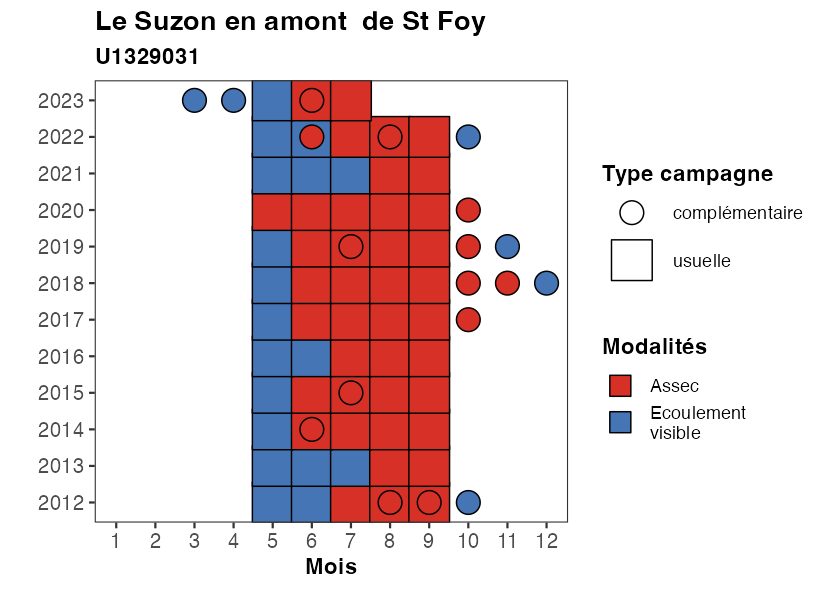 Le Suzon en amont  de St Foy
U1329031
2023
2022
2021
2020
2019
2018
2017
2016
2015
2014
2013
2012
1 2 3 4 5 6 7 8 9 10 11 12
Mois
Type campagne
complémentaire
usuelle
Modalités
Assec
Ecoulement
visible